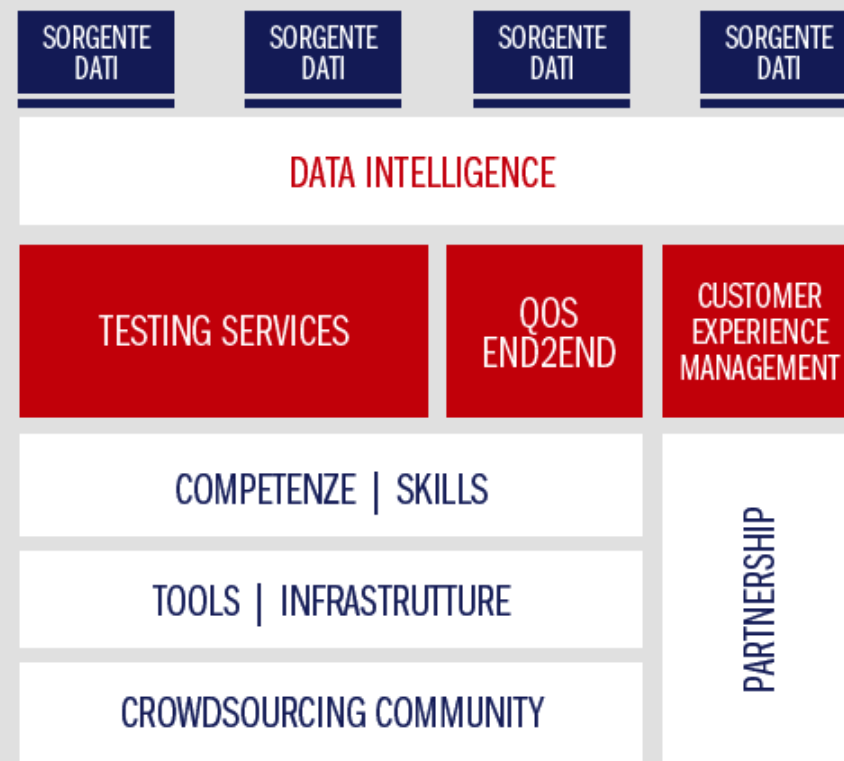 SORGENTE
DATI
SORGENTE
DATI
SORGENTE
DATI
SORGENTE
DATI
DATA INTELLIGENCE
TESTING SERVICES
QOS
END2END
CUSTOMER
EXPERIENCE
MANAGEMENT
COMPETENZE | SKILLS
TOOLS | INFRASTRUTTURE
CROWDSOURCING COMMUNITY
PARTNERSHIP